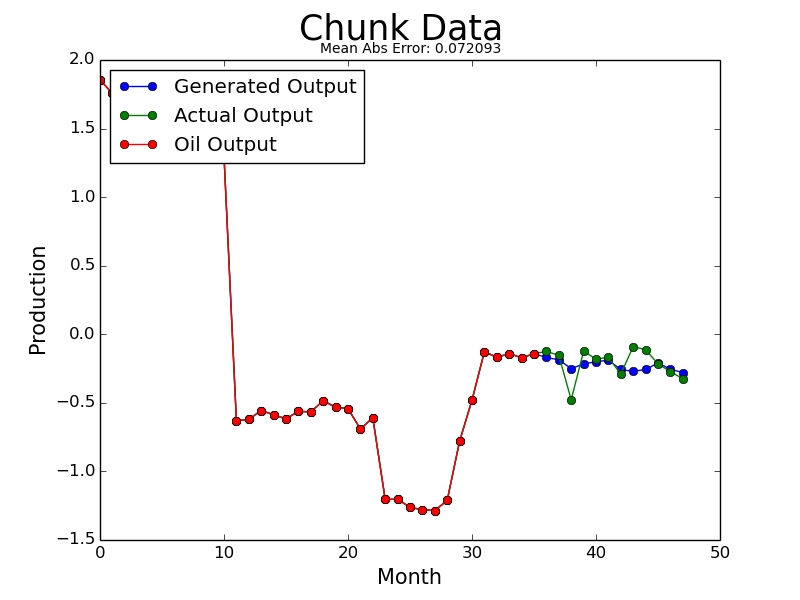 Chunk Data
Mean Abs Error: 0.072093
Generated Output
Actual Output
Oil Output
Production
2.0
1.5
1.0
0.5
0.0
−0.5
−1.0
−1.5
0 10 20 30 40 50
Month